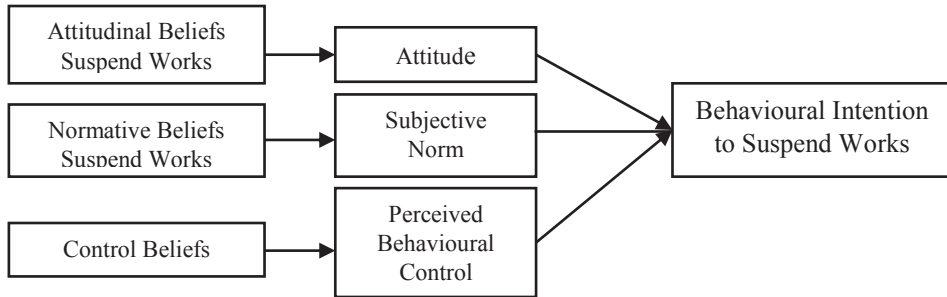 Attitudinal Beliefs
Suspend Works
Attitude
Normative Beliefs
Suspend Works
Subjective
Norm
Control Beliefs
Perceived
Behavioural
Control
Behavioural Intention
to Suspend Works